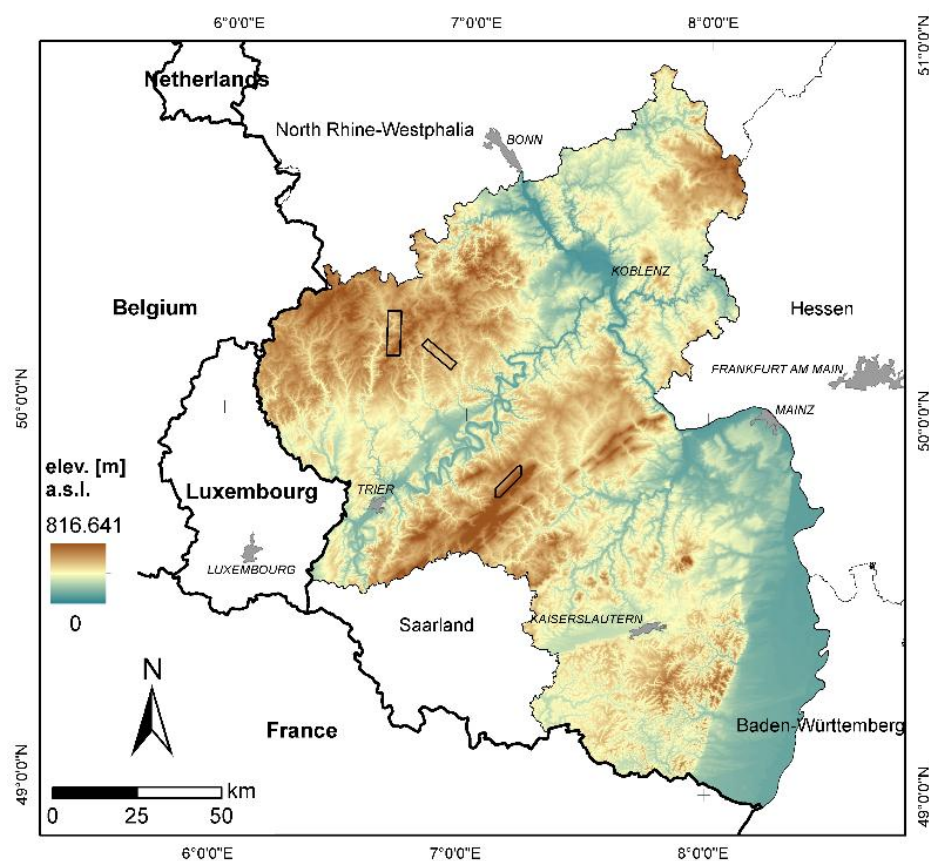 6°0'0"E
7°0'0"E
8°0'0"E
51°0'0"N
Netherlands
North Rhine-Westphalia
BONN
KOBLENZ
Belgium
Hessen
FRANKFURT AM MAIN
50°0'0"N
50°0'0"N
MAINZ
elev. [m]
a.s.l.
Luxembourg
TRIER
816.641
LUXEMBOURG
0
Saarland
KAISERSLAUTERN
N
France
Baden-Württemberg
49°0'0"N
km
0
25
50
49°0'0"N
6°0'0"E
7°0'0"E
8°0'0"E